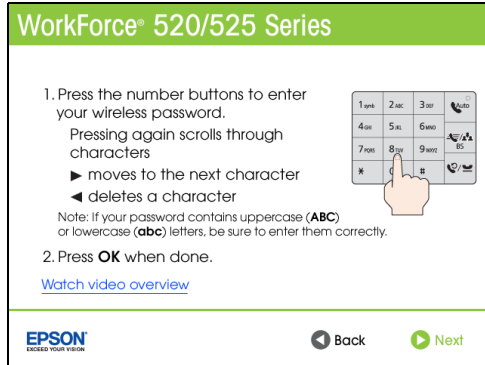 WorkForce® 520/525 Series
1. Press the number buttons to enter
your wireless password.
Pressing again scrolls through
characters
► moves to the next character
◄ deletes a character
Note: If your password contains uppercase (ABC)
or lowercase (abc) letters, be sure to enter them correctly.
2. Press OK when done.
Watch video overview
1 symb 2 ABC 3 DEF Auto
4 GHI 5 JKL 6 MNO
7 PQRS 8 TUV 9 WXYZ BS
* 0 #
EPSON®
EXCEED YOUR VISION
Back Next